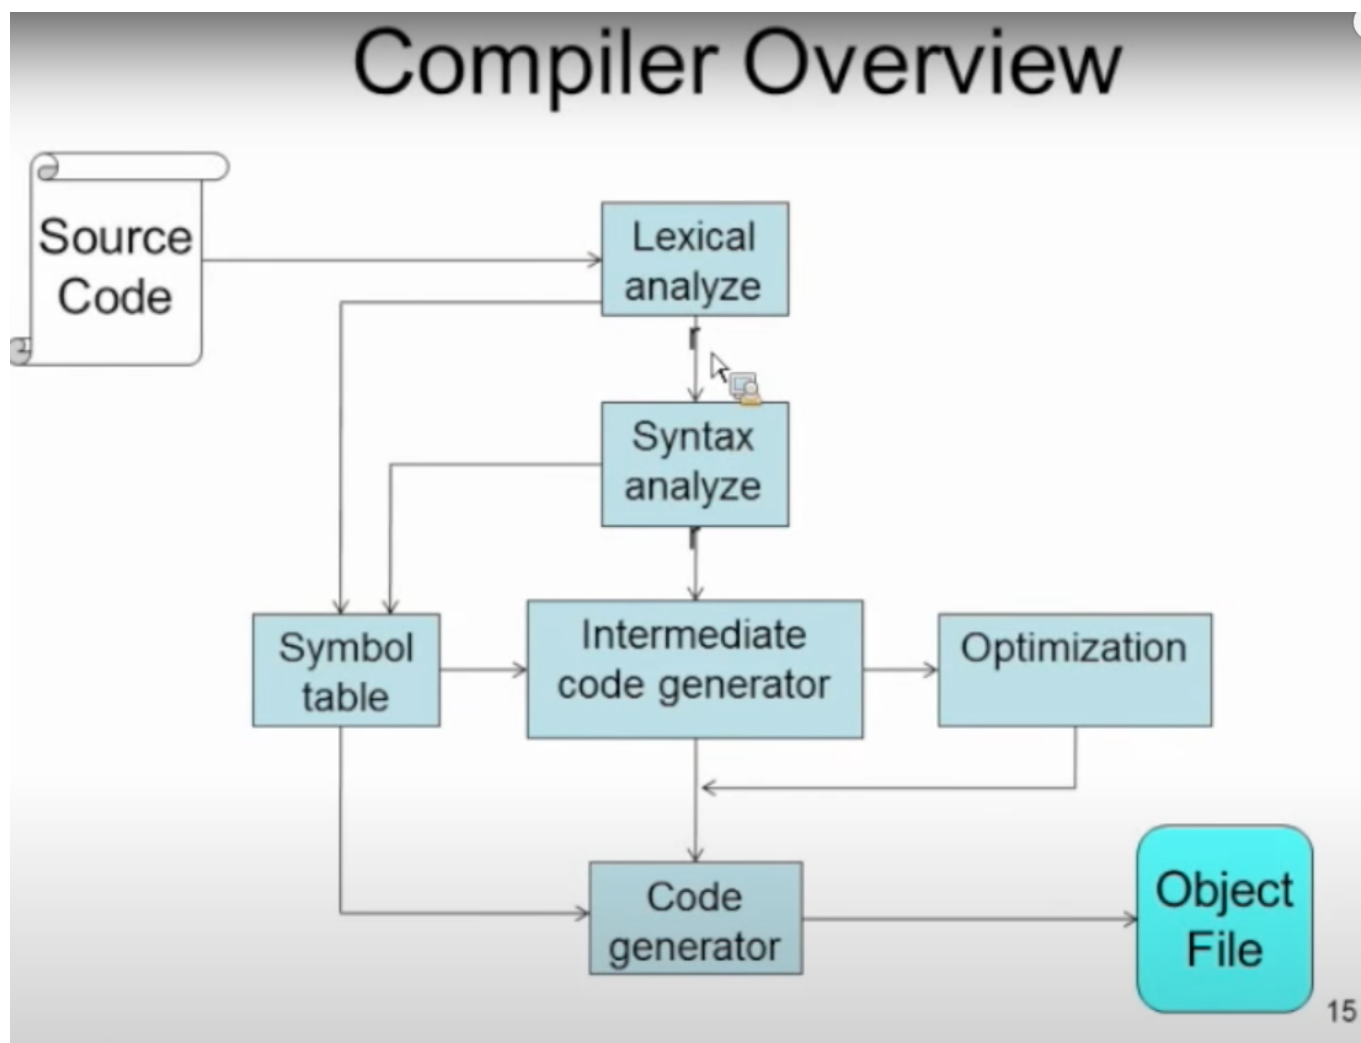 Compiler Overview
Source
Code
Lexical
analyze
r
Syntax
analyze
r
Symbol
table
Intermediate
code generator
Optimization
Code
generator
Object
File
15